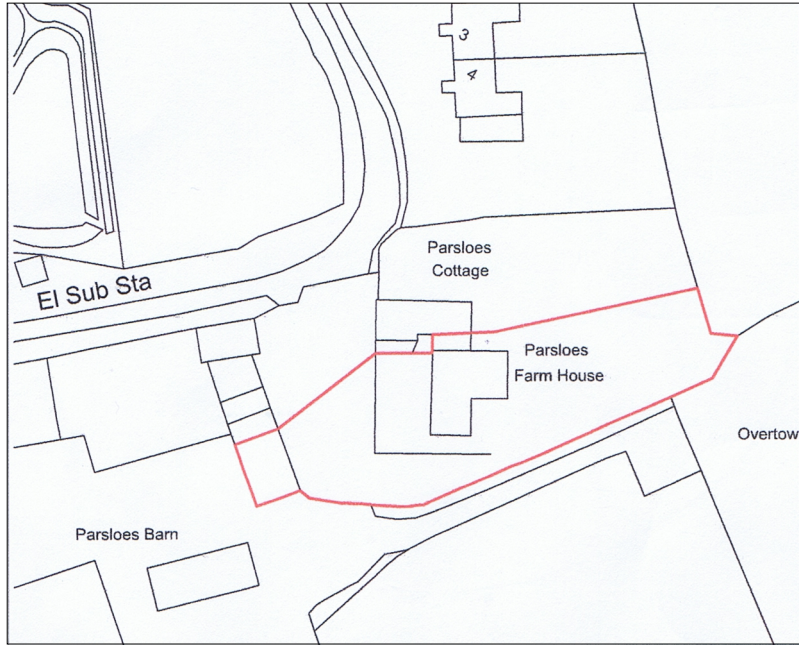 3
4
Parsloes
Cottage
El Sub Sta
Parsloes
Farm House
Overtow
Parsloes Barn